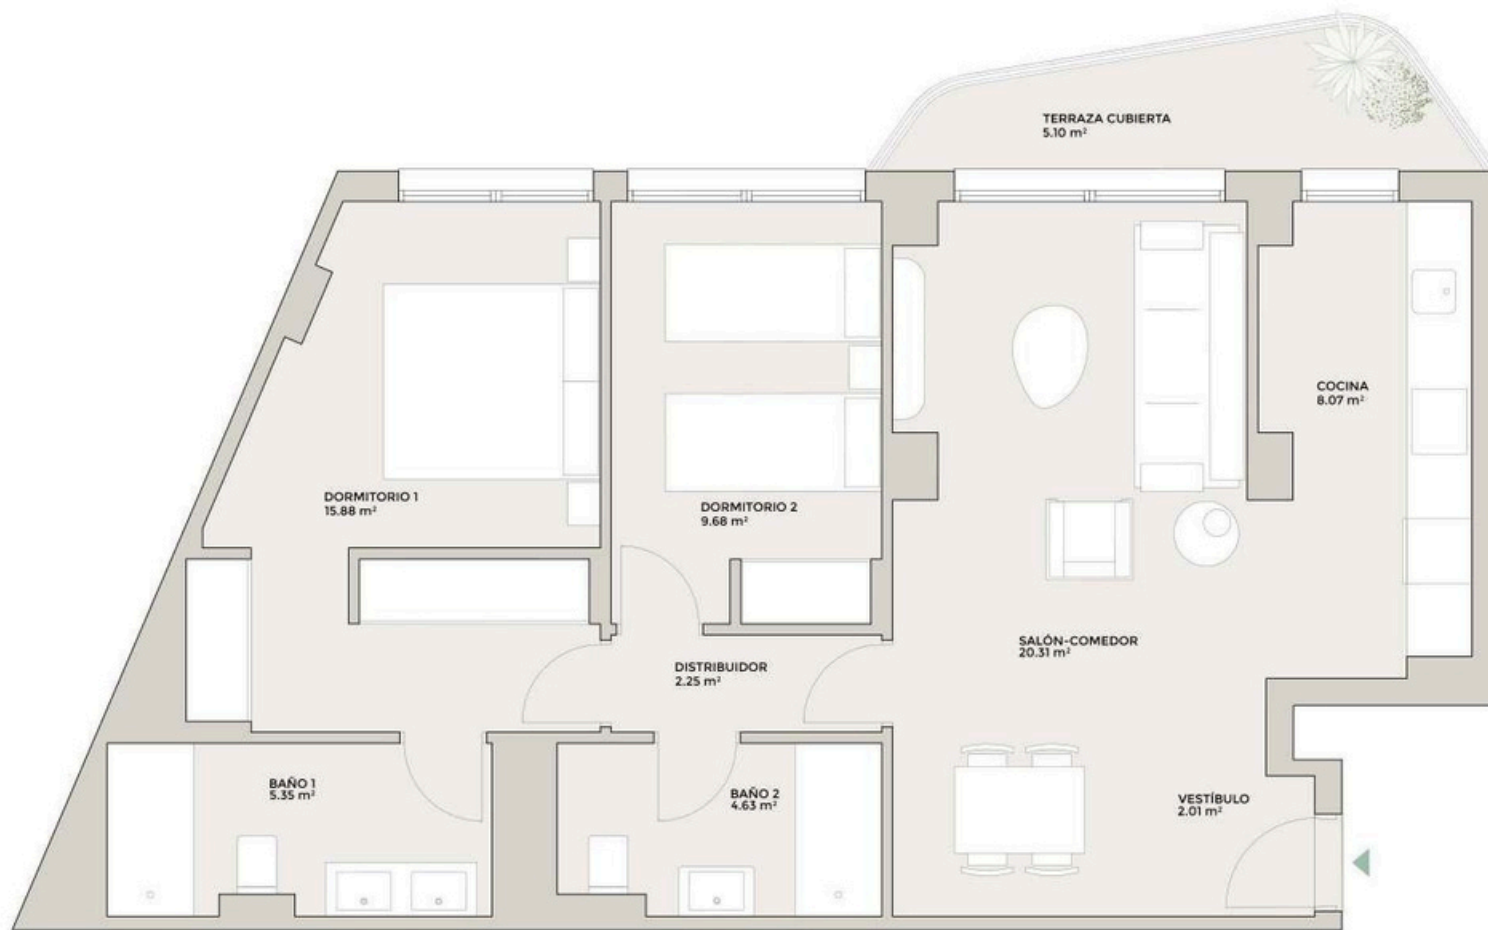 TERRAZA CUBIERTA
5.10 m²
COCINA
8.07 m²
DORMITORIO 1
15.88 m²
DORMITORIO 2
9.68 m²
SALÓN-COMEDOR
20.31 m²
DISTRIBUIDOR
2.25 m²
BAÑO 1
5.35 m²
BAÑO 2
4.63 m²
VESTÍBULO
2.01 m²